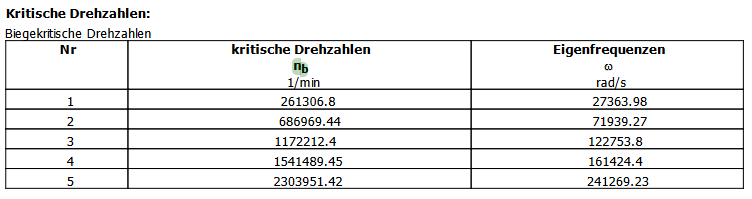 Kritische Drehzahlen:
Biegekritische Drehzahlen
Nr kritische Drehzahlen Eigenfrequenzen
nb ω
1/min rad/s
1 261306.8 27363.98
2 686969.44 71939.27
3 1172212.4 122753.8
4 1541489.45 161424.4
5 2303951.42 241269.23